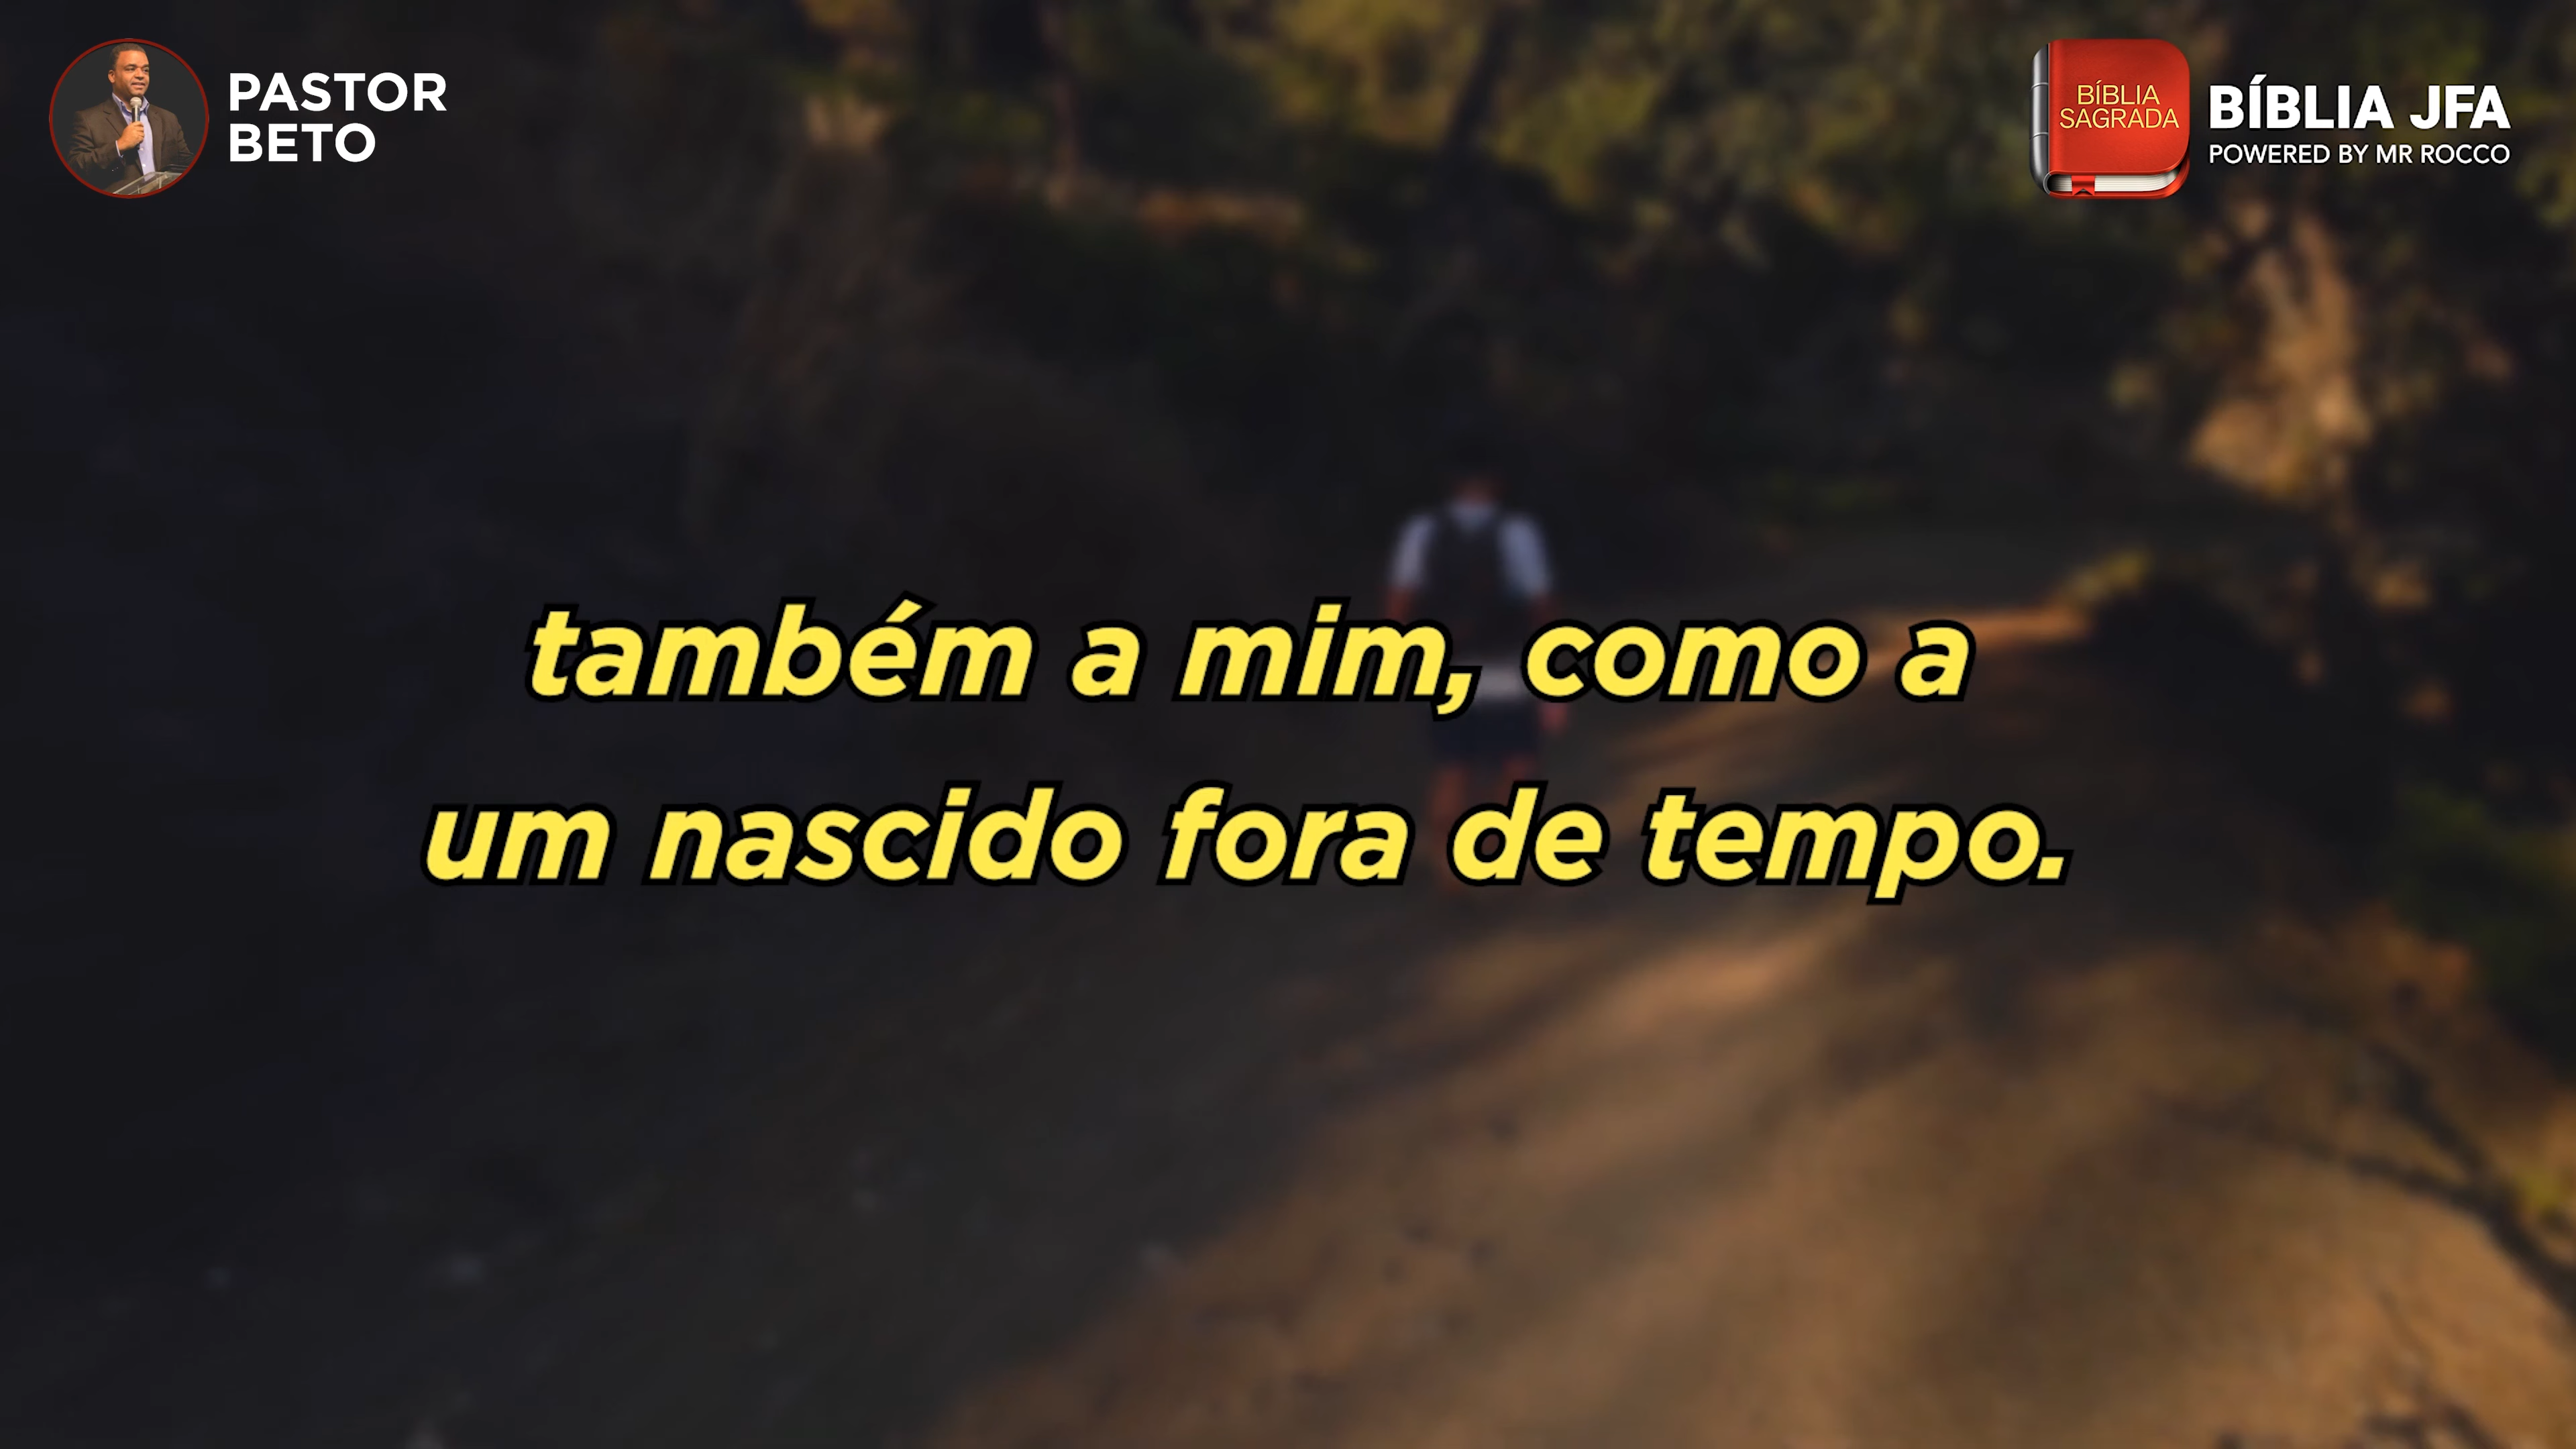 PASTOR
BETO
BÍBLIA
SAGRADA
BÍBLIA JFA
POWERED BY MR ROCCO
também a mim, como a
um nascido fora de tempo.